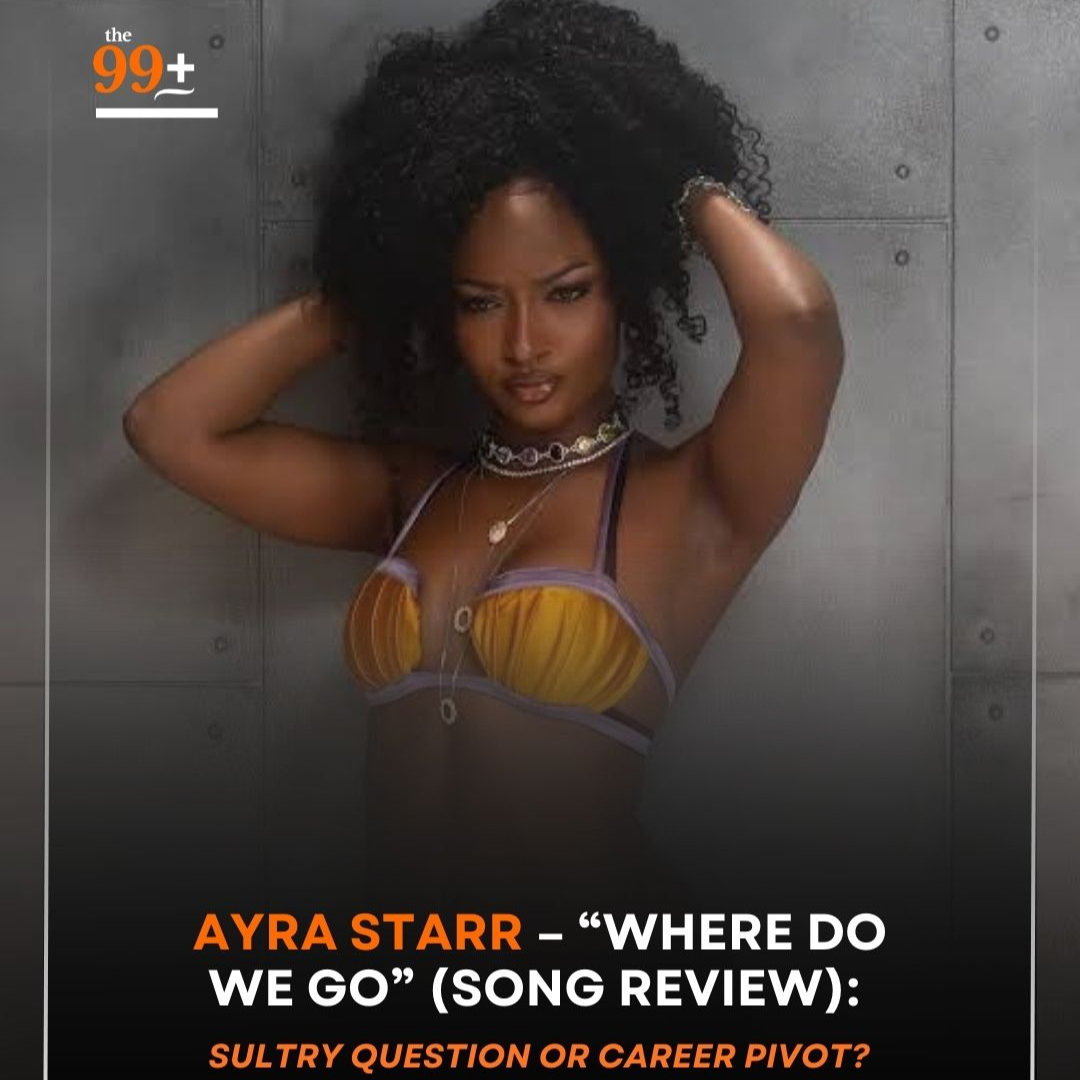 the
99+
AYRA STARR – “WHERE DO
WE GO” (SONG REVIEW):
SULTRY QUESTION OR CAREER PIVOT?